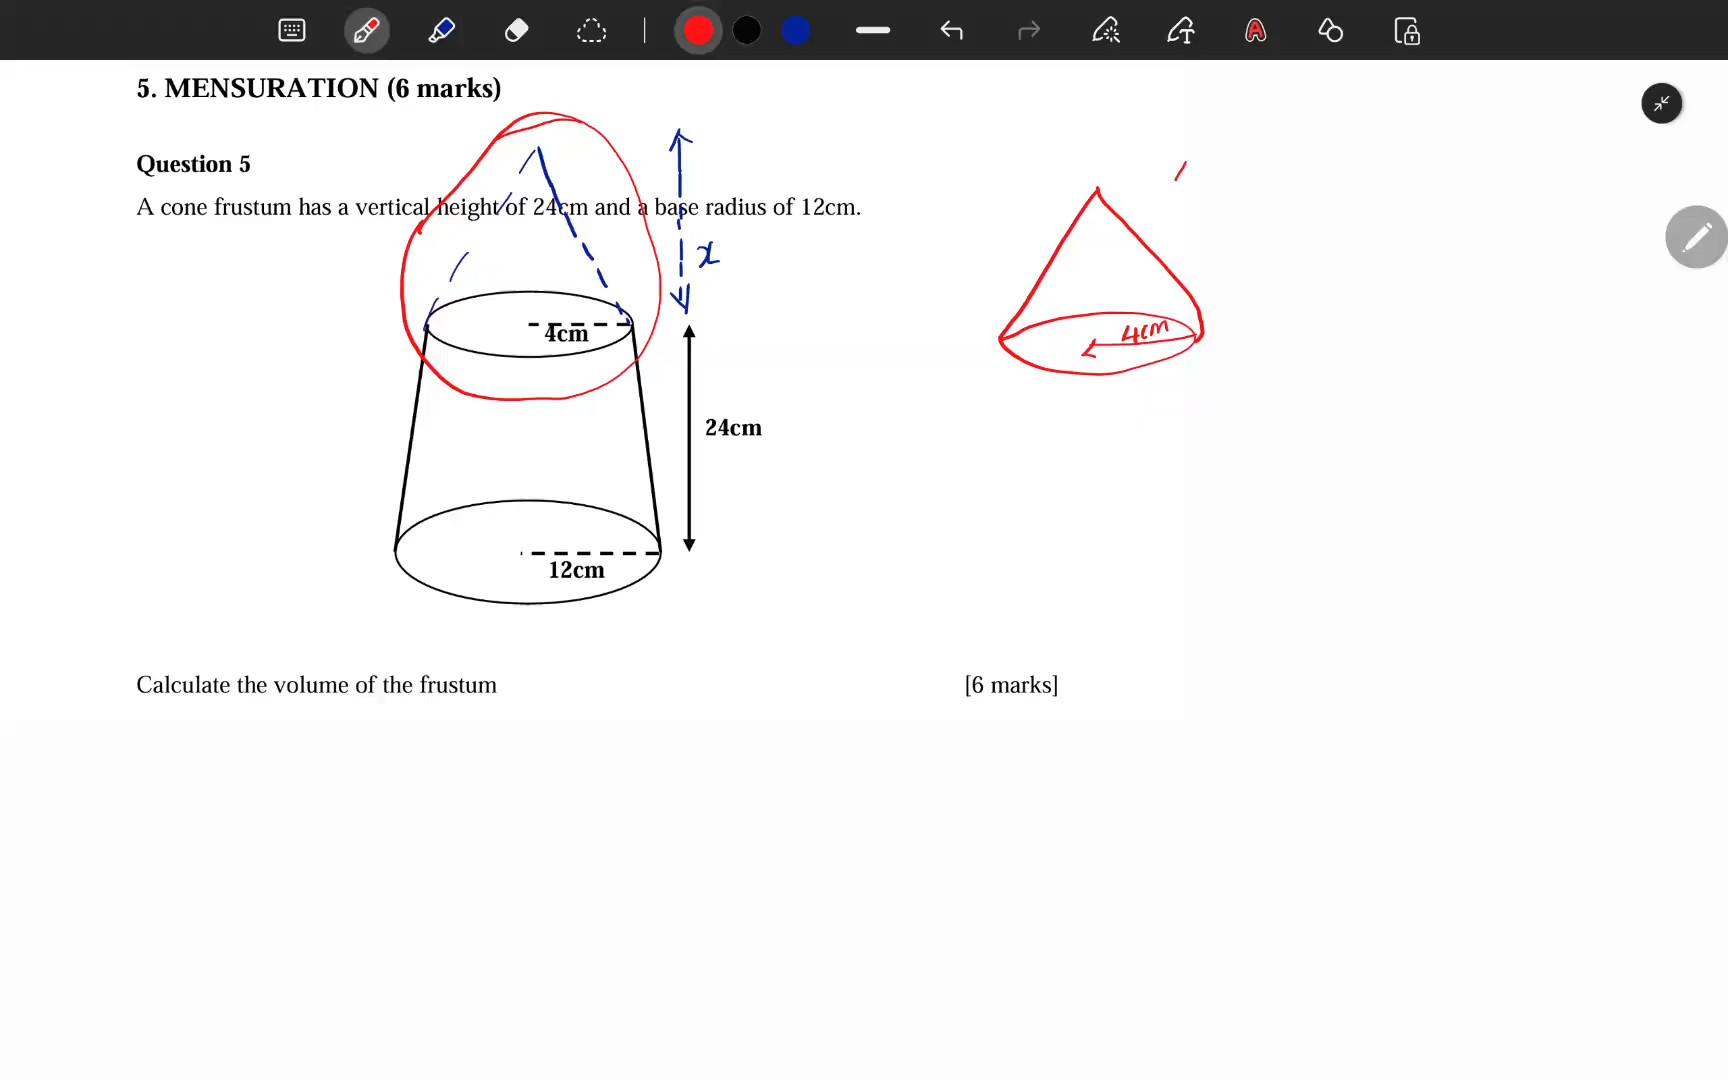 5. MENSURATION (6 marks)
Question 5
A cone frustum has a vertical height of 24cm and a base radius of 12cm.
x
4cm
4cm
24cm
12cm
Calculate the volume of the frustum [6 marks]